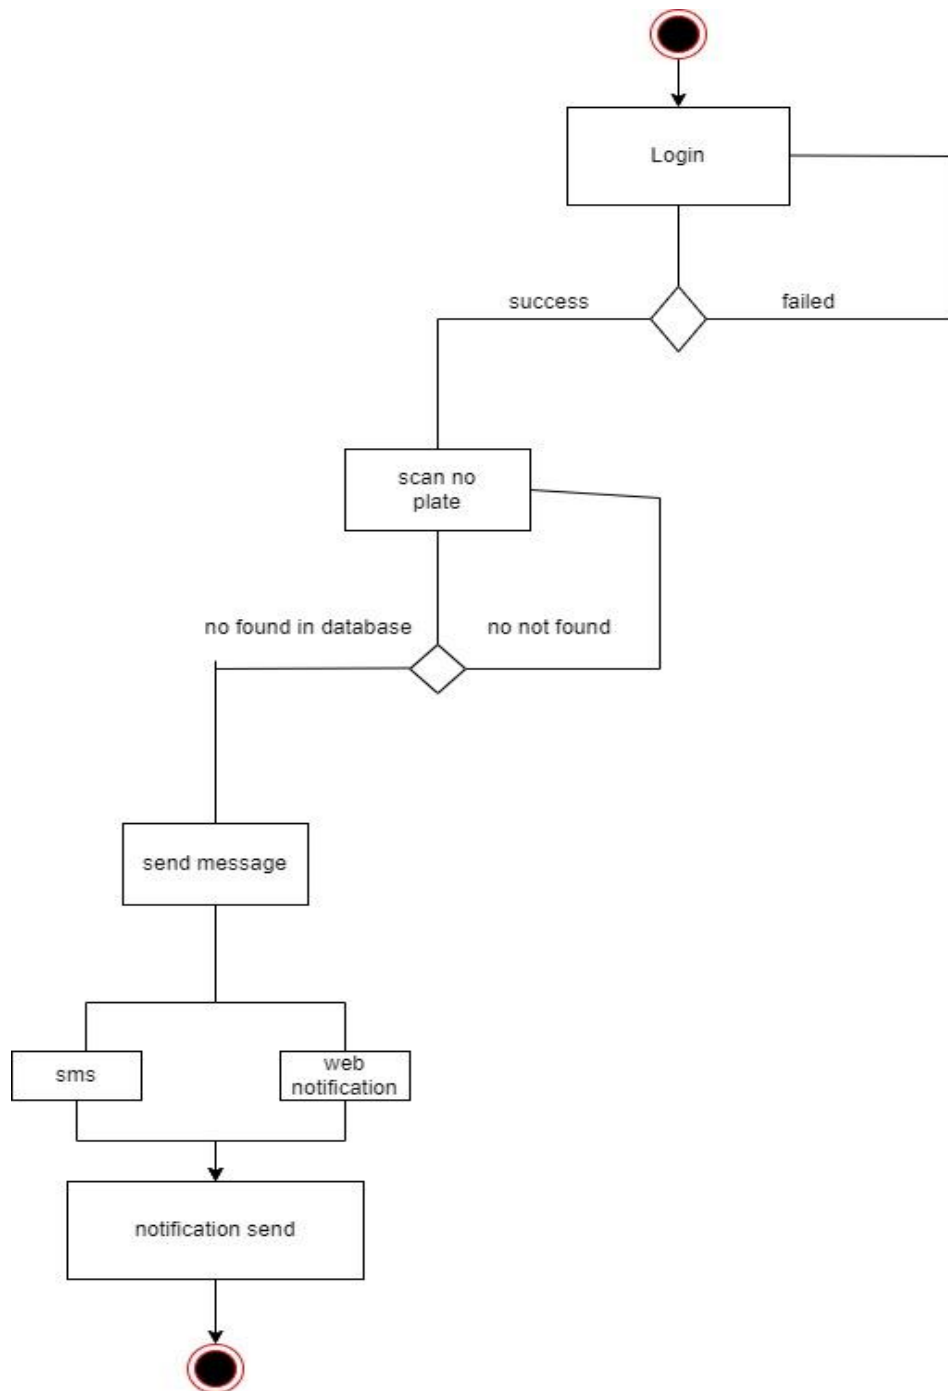 Login
success
failed
scan no
plate
no found in database
no not found
send message
sms
web
notification
notification send